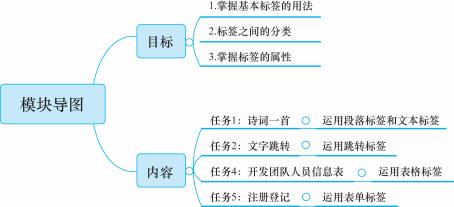 模块导图
目标
1.掌握基本标签的用法
2.标签之间的分类
3.掌握标签的属性
内容
任务1：诗词一首 运用段落标签和文本标签
任务2：文字跳转 运用跳转标签
任务4：开发团队人员信息表 运用表格标签
任务5：注册登记 运用表单标签